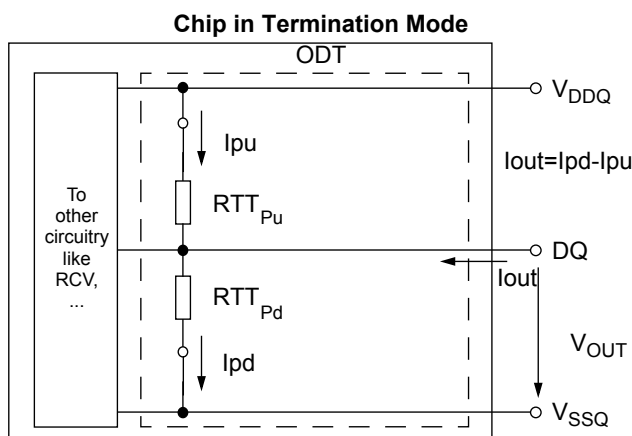 Chip in Termination Mode
ODT
VDDQ
Ipu
Iout=Ipd-Ipu
To
other
circuitry
like
RCV,
...
RTTPu
DQ
Iout
RTTPd
VOUT
Ipd
VSSQ